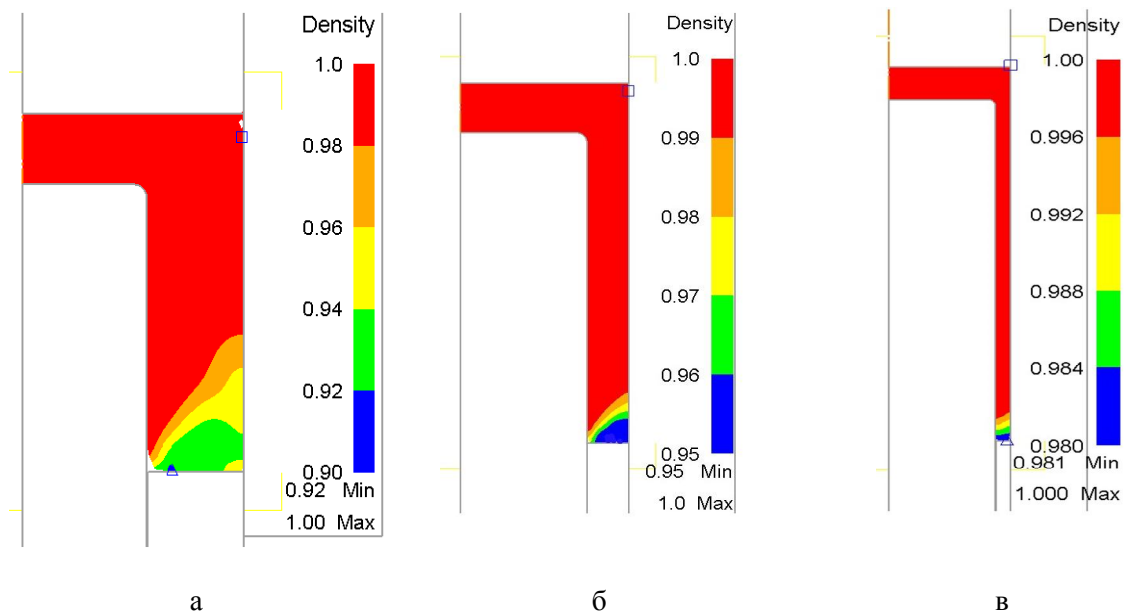 Density
1.0
0.98
0.96
0.94
0.92
0.90
0.92 Min
1.00 Max
Density
1.0
0.99
0.98
0.97
0.96
0.95
0.95 Min
1.0 Max
Density
1.00
0.996
0.992
0.988
0.984
0.980
0.981 Min
1.000 Max
а
б
в